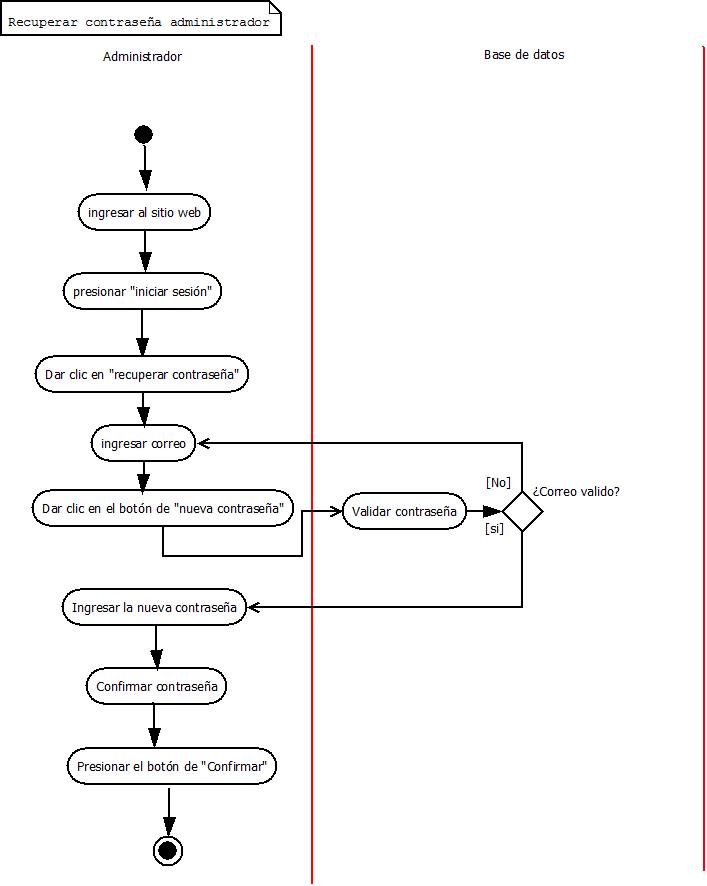 Recuperar contraseña administrador
Administrador
Base de datos
ingresar al sitio web
presionar "iniciar sesión"
Dar clic en "recuperar contraseña"
ingresar correo
[No]
¿Correo valido?
Dar clic en el botón de "nueva contraseña"
Validar contraseña
[si]
Ingresar la nueva contraseña
Confirmar contraseña
Presionar el botón de "Confirmar"